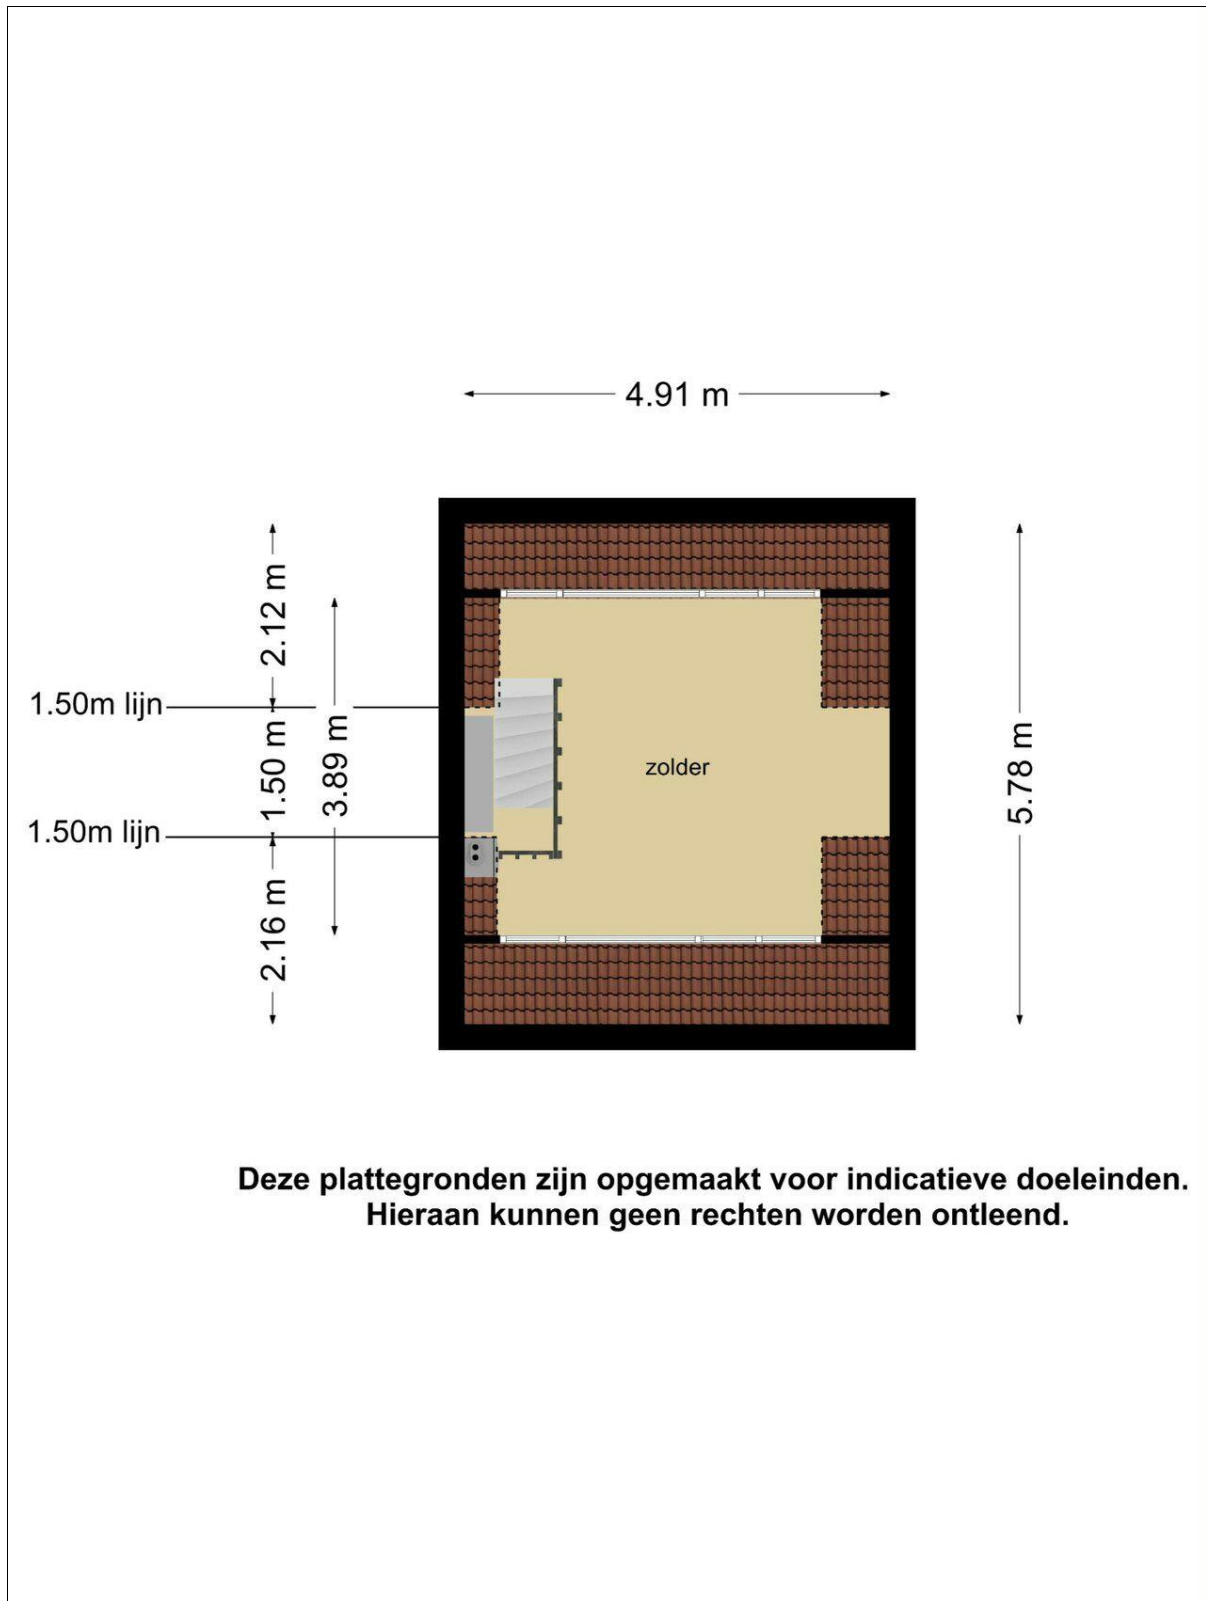 4.91 m
2.12 m
1.50m lijn
1.50 m
3.89 m
zolder
5.78 m
1.50m lijn
2.16 m
Deze plattegronden zijn opgemaakt voor indicatieve doeleinden.
Hieraan kunnen geen rechten worden ontleend.